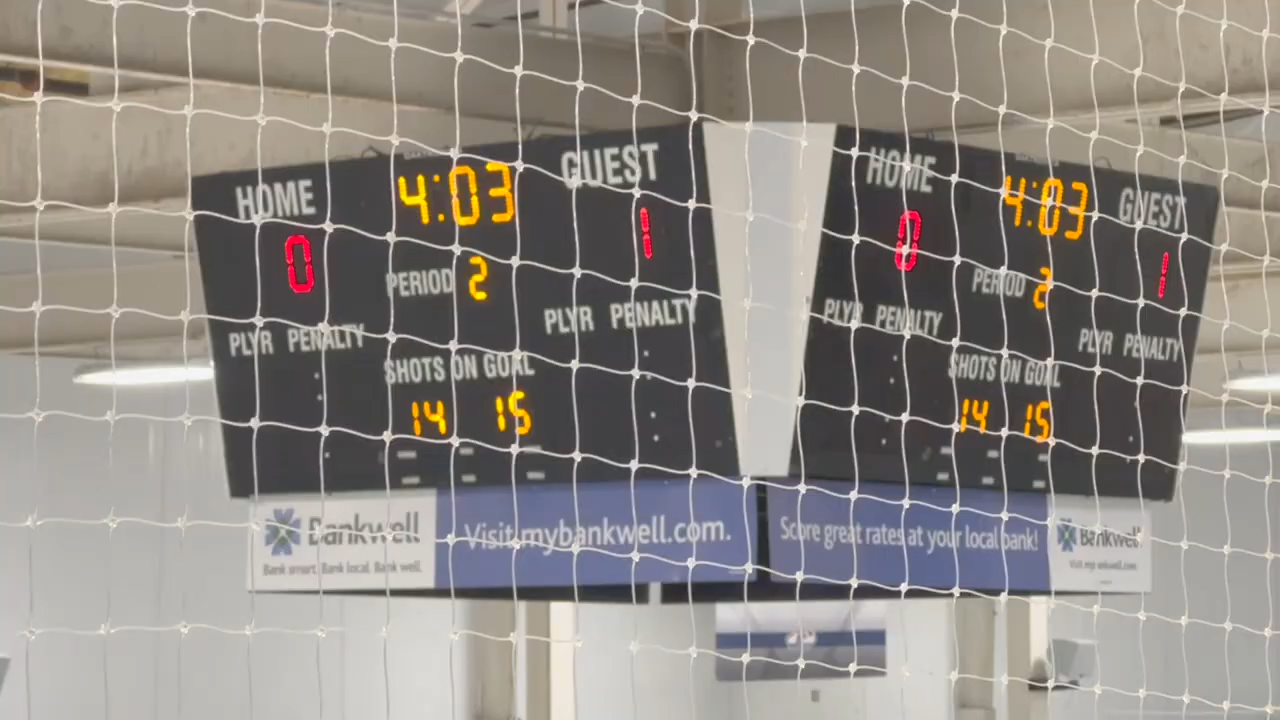 HOME 4:03 GUEST
0 1
PERIOD 2
PLYR PENALTY PLYR PENALTY
SHOTS ON GOAL
14 15
Bankwell
Bank smart. Bank local. Bank well.
Visit mybankwell.com.
HOME 4:03 GUEST
0 1
PERIOD 2
PLYR PENALTY PLYR PENALTY
SHOTS ON GOAL
14 15
Score great rates at your local bank!
Bankwell